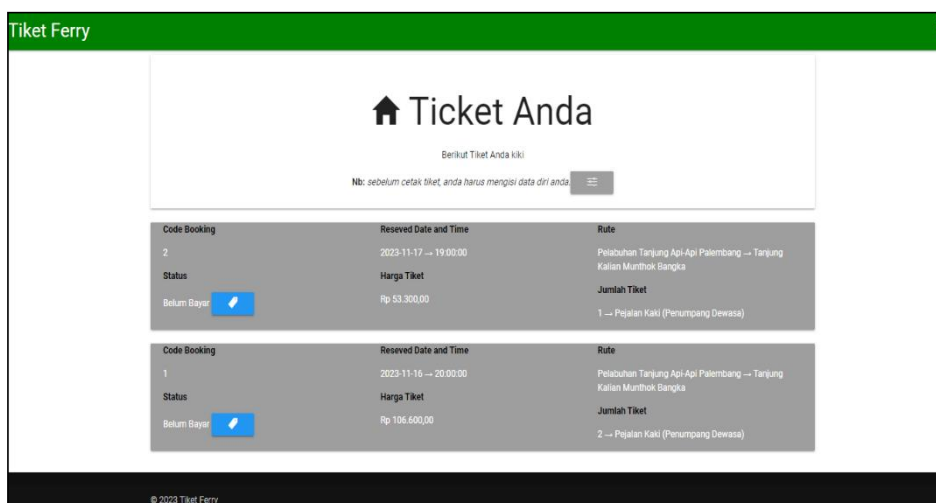 Tiket Ferry
Ticket Anda
Berikut Tiket Anda kiki
Nb: sebelum cetak tiket, anda harus mengisi data diri anda.
Code Booking
2
Status
Belum Bayar
Reseved Date and Time
2023-11-17 → 19:00:00
Harga Tiket
Rp 53.300,00
Rute
Pelabuhan Tanjung Api-Api Palembang → Tanjung
Kalian Munthok Bangka
Jumlah Tiket
1 → Pejalan Kaki (Penumpang Dewasa)
Code Booking
1
Status
Belum Bayar
Reseved Date and Time
2023-11-16 → 20:00:00
Harga Tiket
Rp 106.600,00
Rute
Pelabuhan Tanjung Api-Api Palembang → Tanjung
Kalian Munthok Bangka
Jumlah Tiket
2 → Pejalan Kaki (Penumpang Dewasa)
© 2023 Tiket Ferry